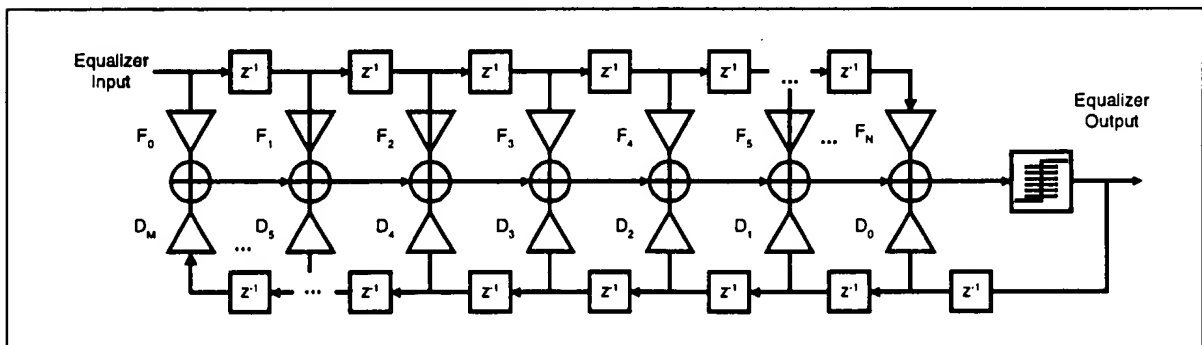 Equalizer
Input
z-1 z-1 z-1 z-1 z-1 ... z-1
Equalizer
Output
F0 F1 F2 F3 F4 F5 ... FN
DM ... D5 D4 D3 D2 D1 D0
z-1 ... z-1 z-1 z-1 z-1 z-1 z-1